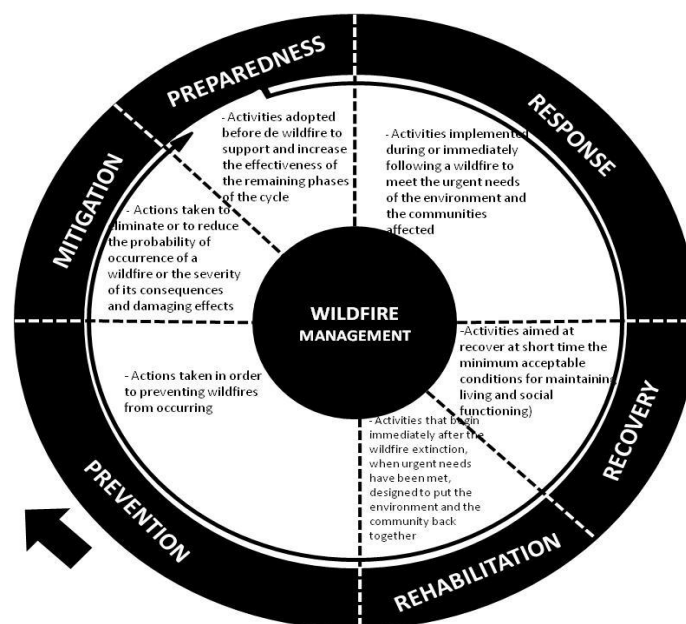 PREPAREDNESS
- Activities adopted
before de wildfire to
support and increase
the effectiveness of
the remaining phases
of the cycle
RESPONSE
- Activities implemented
during or immediately
following a wildfire to
meet the urgent needs
of the environment and
the communities
affected
MITIGATION
- Actions taken to
eliminate or to reduce
the probability of
occurrence of a
wildfire or the severity
of its consequences
and damaging effects
WILDFIRE
MANAGEMENT
-Activities aimed at
recover at short time the
minimum acceptable
conditions for maintaining
living and social
functioning)
RECOVERY
- Actions taken in order
to preventing wildfires
from occurring
PREVENTION
- Activities that begin
immediately after the
wildfire extinction,
when urgent needs
have been met,
designed to put the
environment and the
community back
together
REHABILITATION